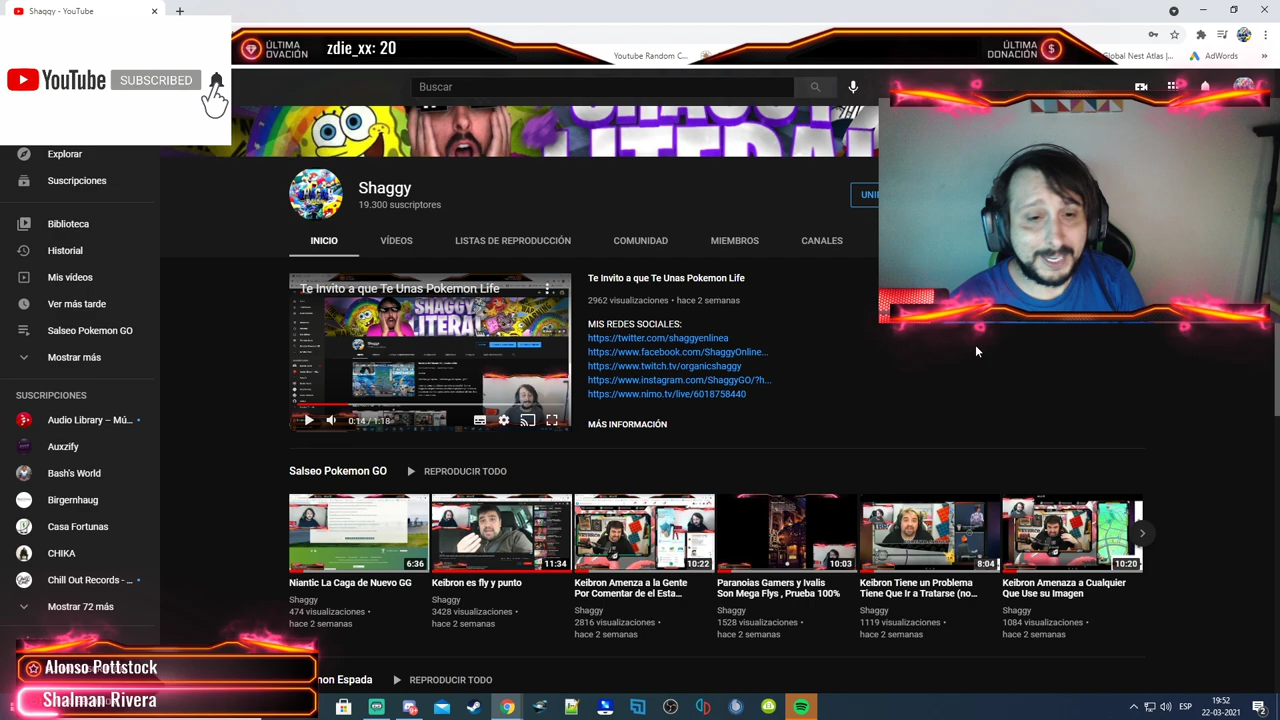 Shaggy - YouTube
ÚLTIMA
zdie_xx: 20
Youtube Random C...
ÚLTIMA
DONACIÓN
Global Nest Atlas |...
AdWords
YouTube SUBSCRIBED
Buscar
Explorar
Suscripciones
Biblioteca
Historial
Mis vídeos
Ver más tarde
Salseo Pokemon GO
Mostrar más
SUSCRIPCIONES
Audio Library – Mú...
Auxzify
Bash's World
Birgernhaug
Casa Fortunas
CHIKA
Chill Out Records - ...
Mostrar 72 más
Shaggy
19.300 suscriptores
INICIO
VÍDEOS
LISTAS DE REPRODUCCIÓN
COMUNIDAD
MIEMBROS
CANALES
Te Invito a que Te Unas Pokemon Life
SHAGGY
LITERAL
0:14 / 1:18
Te Invito a que Te Unas Pokemon Life
2962 visualizaciones • hace 2 semanas
MIS REDES SOCIALES:
https://twitter.com/shaggyenlinea
https://www.facebook.com/ShaggyOnline...
https://www.twitch.tv/organicshaggy
https://www.instagram.com/ShaggyGO/?h...
https://www.nimo.tv/live/6018758440
MÁS INFORMACIÓN
Salseo Pokemon GO
REPRODUCIR TODO
6:36
11:34
10:22
10:03
8:04
10:20
Niantic La Caga de Nuevo GG
Shaggy
474 visualizaciones •
hace 2 semanas
Keibron es fly y punto
Shaggy
3428 visualizaciones •
hace 2 semanas
Keibron Amenza a la Gente
Por Comentar de el Esta...
Shaggy
2816 visualizaciones •
hace 2 semanas
Paranoias Gamers y Ivalis
Son Mega Flys , Prueba 100%
Shaggy
1528 visualizaciones •
hace 2 semanas
Keibron Tiene un Problema
Tiene Que Ir a Tratarse (no...
Shaggy
1119 visualizaciones •
hace 2 semanas
Keibron Amenaza a Cualquier
Que Use su Imagen
Shaggy
1084 visualizaciones •
hace 2 semanas
Espada
REPRODUCIR TODO
Alonso Pottstock
Shalman Rivera
ESP
19:52
22-03-2021